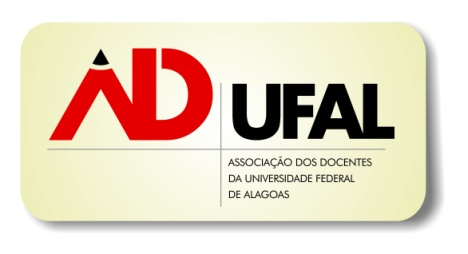 AD UFAL
ASSOCIAÇÃO DOS DOCENTES
DA UNIVERSIDADE FEDERAL
DE ALAGOAS